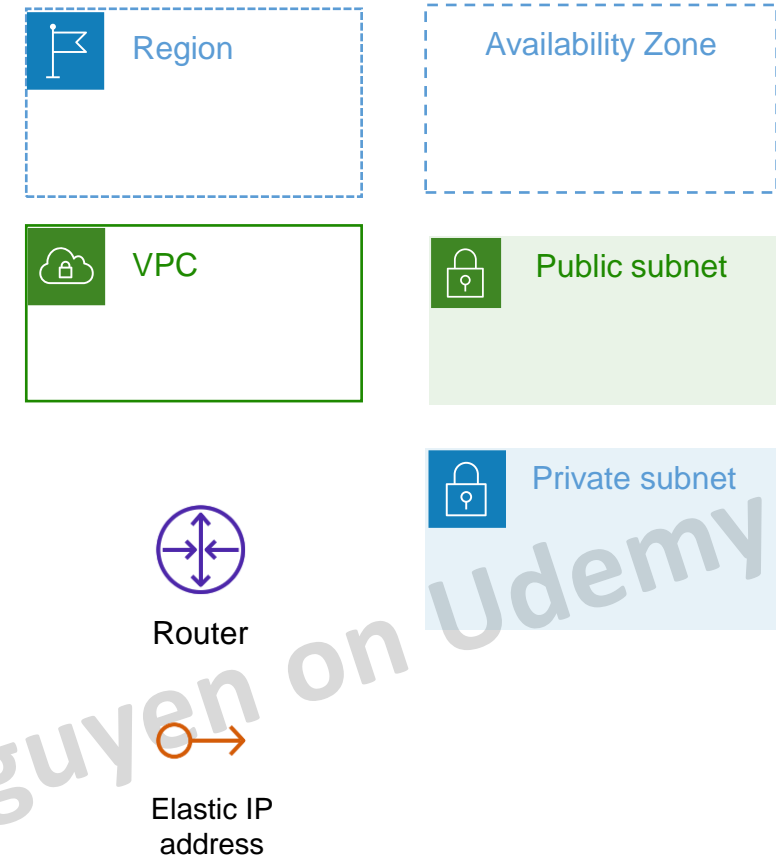 Region
Availability Zone
VPC
Public subnet
Private subnet
Router
Elastic IP
address
guyen on Udemy